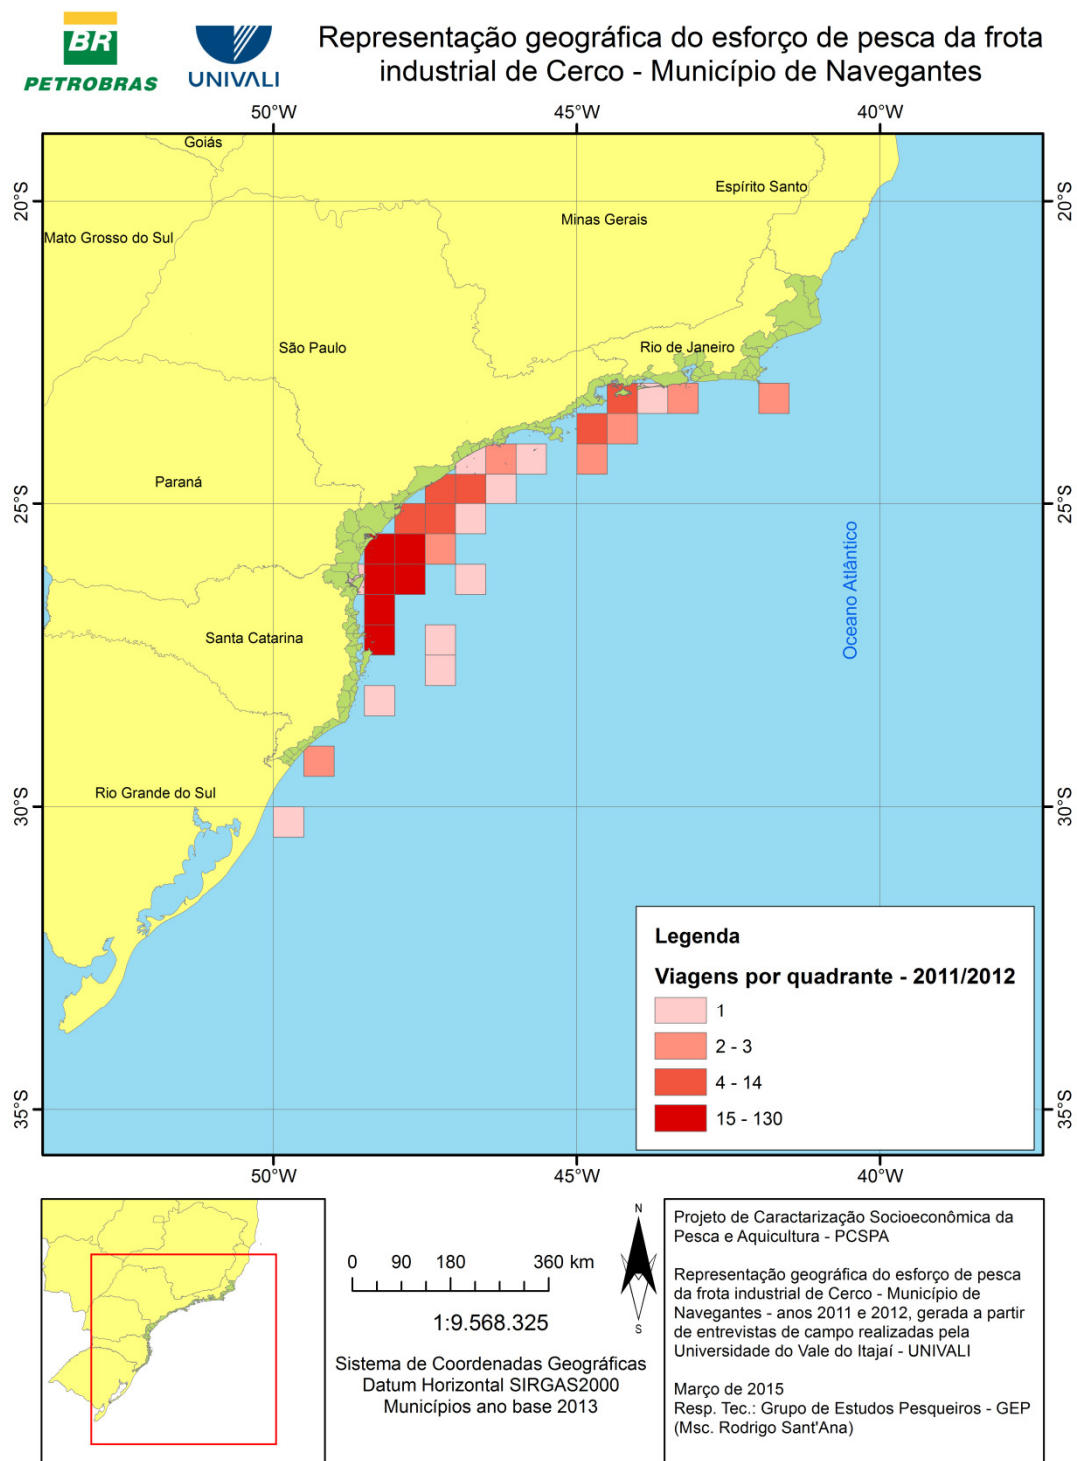 BR
PETROBRAS
UNIVALI
Representação geográfica do esforço de pesca da frota
industrial de Cerco - Município de Navegantes
50°W
45°W
40°W
Goiás
Espírito Santo
20°S
20°S
Minas Gerais
Mato Grosso do Sul
São Paulo
Rio de Janeiro
Paraná
25°S
25°S
Oceano Atlântico
Santa Catarina
Rio Grande do Sul
30°S
30°S
Legenda
Viagens por quadrante - 2011/2012
1
2 - 3
4 - 14
15 - 130
35°S
35°S
50°W
45°W
40°W
0 90 180 360 km
1:9.568.325
Sistema de Coordenadas Geográficas
Datum Horizontal SIRGAS2000
Municípios ano base 2013
N
S
Projeto de Caractarização Socioeconômica da
Pesca e Aquicultura - PCSPA
Representação geográfica do esforço de pesca
da frota industrial de Cerco - Município de
Navegantes - anos 2011 e 2012, gerada a partir
de entrevistas de campo realizadas pela
Universidade do Vale do Itajaí - UNIVALI
Março de 2015
Resp. Tec.: Grupo de Estudos Pesqueiros - GEP
(Msc. Rodrigo Sant'Ana)